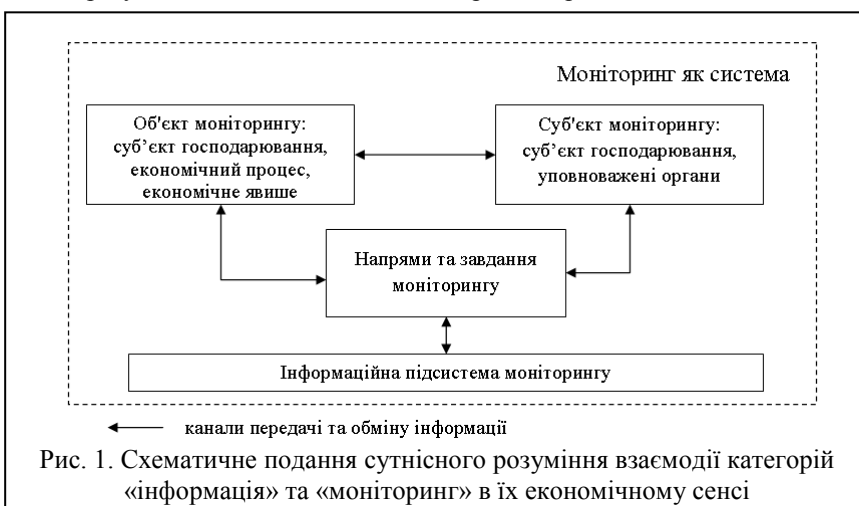 Моніторинг як система
Об'єкт моніторингу:
суб’єкт господарювання,
економічний процес,
економічне явише
Суб'єкт моніторингу:
суб’єкт господарювання,
уповноважені органи
Напрями та завдання
моніторингу
Інформаційна підсистема моніторингу
канали передачі та обміну інформації
Рис. 1. Схематичне подання сутнісного розуміння взаємодії категорій
«інформація» та «моніторинг» в їх економічному сенсі